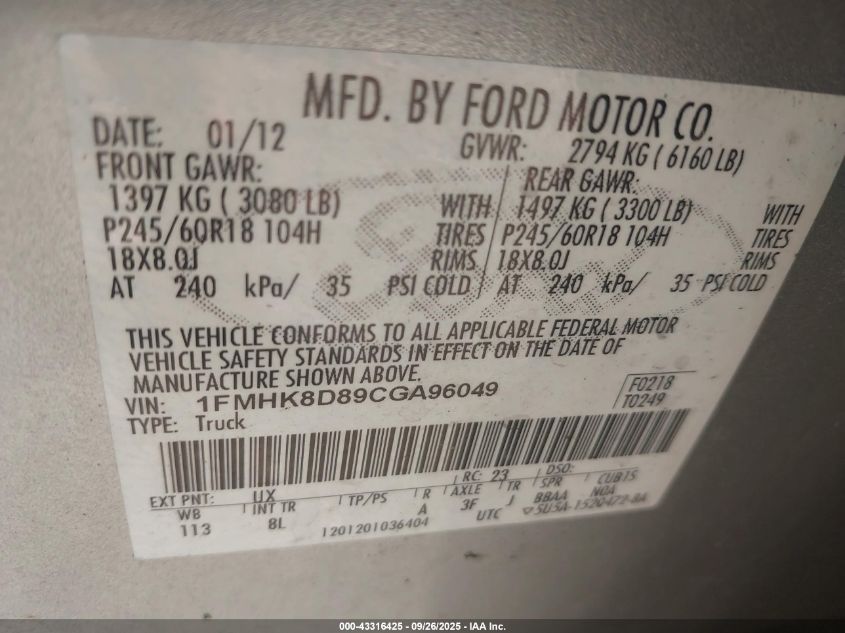 MFD. BY FORD MOTOR CO.
DATE: 01/12 GVWR: 2794 KG ( 6160 LB)
FRONT GAWR: REAR GAWR:
1397 KG ( 3080 LB) WITH 1497 KG ( 3300 LB) WITH
P245/60R18 104H TIRES P245/60R18 104H TIRES
18X8.0J RIMS 18X8.0J RIMS
AT 240 kPa/ 35 PSI COLD AT 240 kPa/ 35 PSI COLD
THIS VEHICLE CONFORMS TO ALL APPLICABLE FEDERAL MOTOR
VEHICLE SAFETY STANDARDS IN EFFECT ON THE DATE OF
MANUFACTURE SHOWN ABOVE.
VIN: 1FMHK8D89CGA96049 F0218
TYPE: Truck T0249
EXT PNT: UX RC: 23 DSO:
WB INT TR TP/PS R AXLE TR SPR CUBTS
113 8L A 3F J BBAA NOA
1201201036404 UTC SU5A-1520472-BA
000-43316425 - 09/26/2025 - IAA Inc.